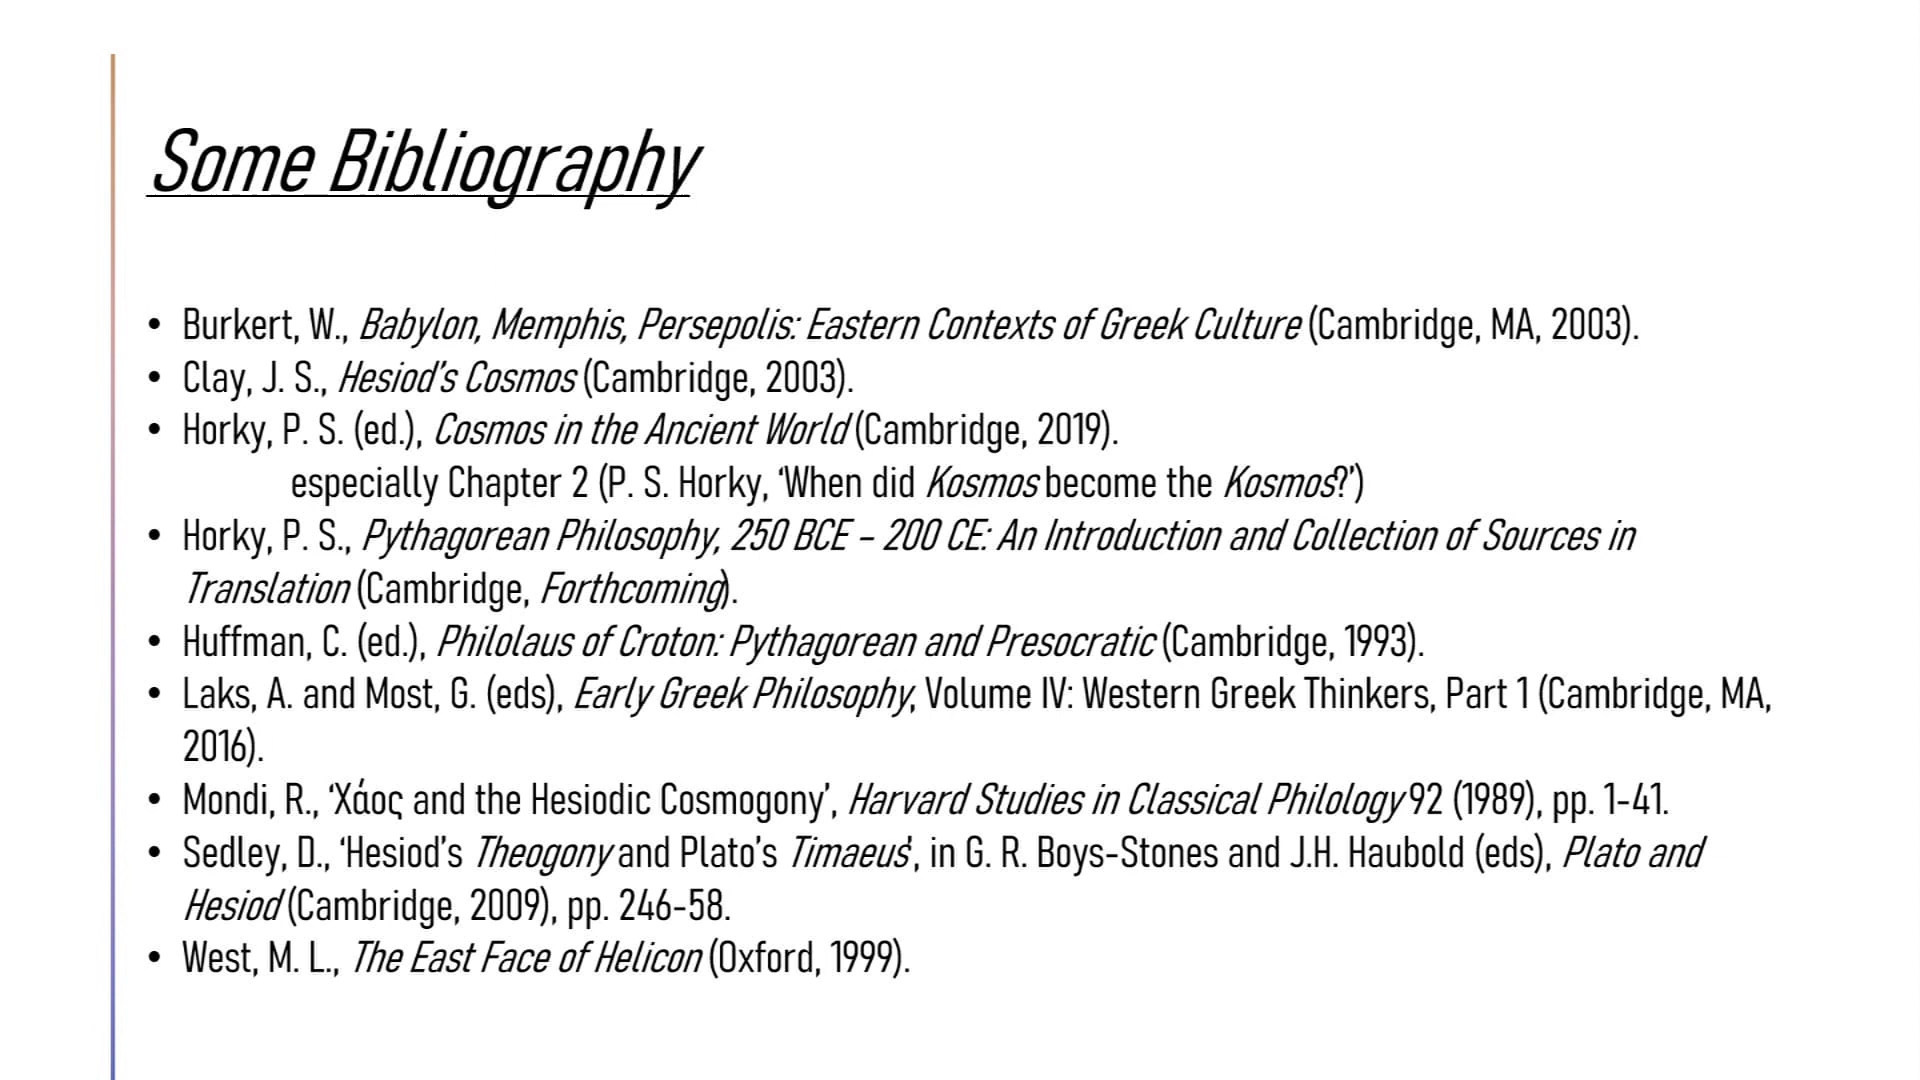 Some Bibliography
• Burkert, W., Babylon, Memphis, Persepolis: Eastern Contexts of Greek Culture (Cambridge, MA, 2003).
• Clay, J. S., Hesiod's Cosmos (Cambridge, 2003).
• Horky, P. S. (ed.), Cosmos in the Ancient World (Cambridge, 2019).
especially Chapter 2 (P. S. Horky, ‘When did Kosmos become the Kosmos?’)
• Horky, P. S., Pythagorean Philosophy, 250 BCE – 200 CE: An Introduction and Collection of Sources in
Translation (Cambridge, Forthcoming).
• Huffman, C. (ed.), Philolaus of Croton: Pythagorean and Presocratic (Cambridge, 1993).
• Laks, A. and Most, G. (eds), Early Greek Philosophy, Volume IV: Western Greek Thinkers, Part 1 (Cambridge, MA,
2016).
• Mondi, R., ‘Χάος and the Hesiodic Cosmogony’, Harvard Studies in Classical Philology 92 (1989), pp. 1-41.
• Sedley, D., ‘Hesiod’s Theogony and Plato’s Timaeus’, in G. R. Boys-Stones and J.H. Haubold (eds), Plato and
Hesiod (Cambridge, 2009), pp. 246-58.
• West, M. L., The East Face of Helicon (Oxford, 1999).